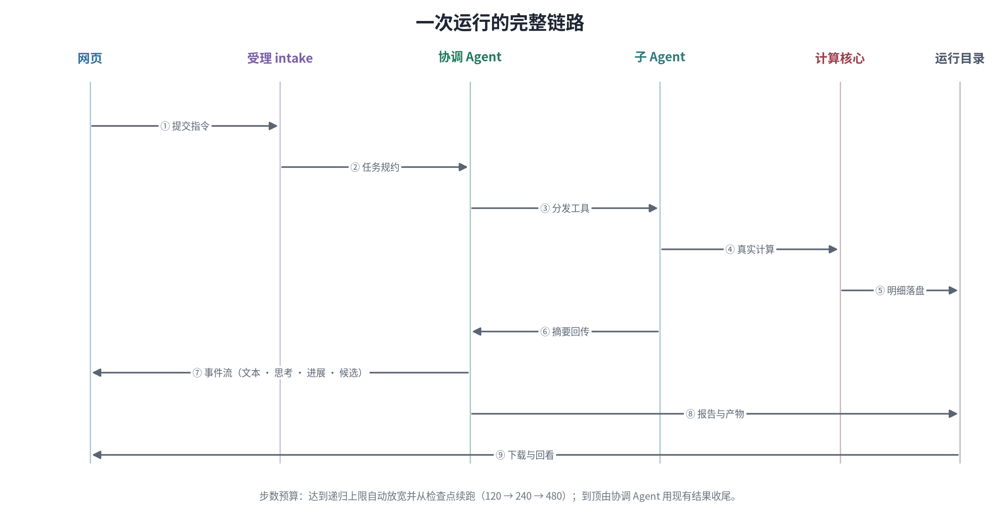 一次运行的完整链路
网页
受理 intake
协调 Agent
子 Agent
计算核心
运行目录
① 提交指令
② 任务规约
③ 分发工具
④ 真实计算
⑤ 明细落盘
⑥ 摘要回传
⑦ 事件流（文本 · 思考 · 进展 · 候选）
⑧ 报告与产物
⑨ 下载与回看
步数预算：达到递归上限自动放宽并从检查点续跑（120 → 240 → 480）；到顶由协调 Agent 用现有结果收尾。